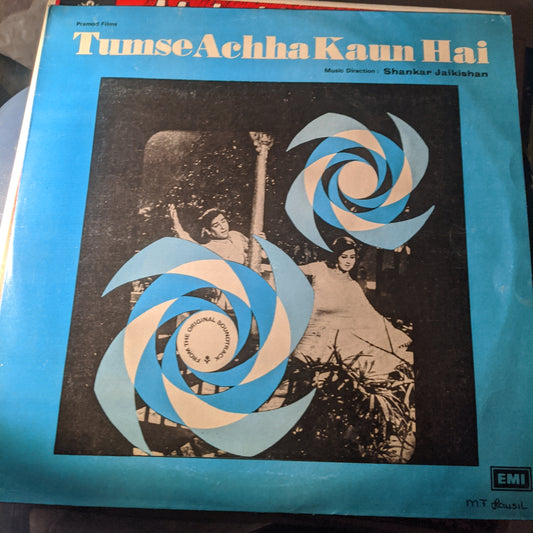 Pramod Films
Tumse Achha Kaun Hai
Music Direction : Shankar Jaikishan
FROM THE ORIGINAL SOUNDTRACK
EMI
M.F